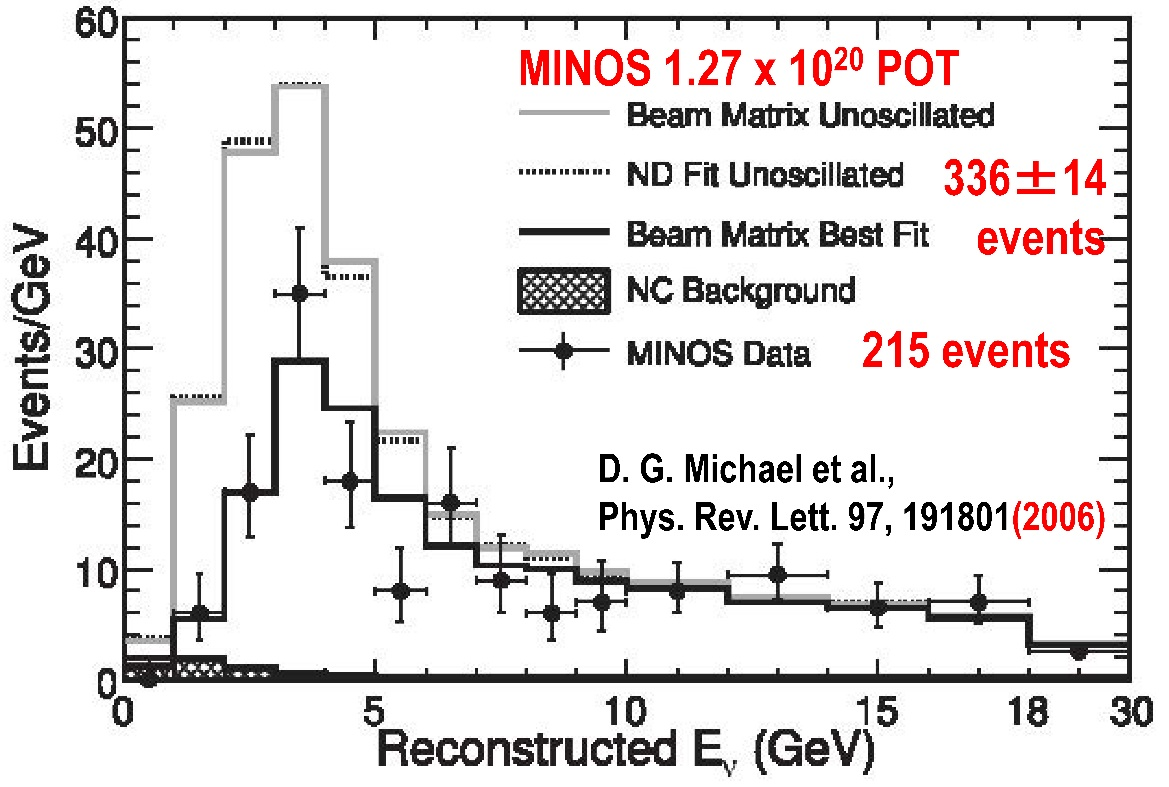 60
50
40
30
20
10
0
Events/GeV
MINOS 1.27 x 10²⁰ POT
Beam Matrix Unoscillated
ND Fit Unoscillated
336±14
events
Beam Matrix Best Fit
NC Background
MINOS Data
215 events
D. G. Michael et al.,
Phys. Rev. Lett. 97, 191801(2006)
0 5 10 15 18 30
Reconstructed Eᵥ (GeV)